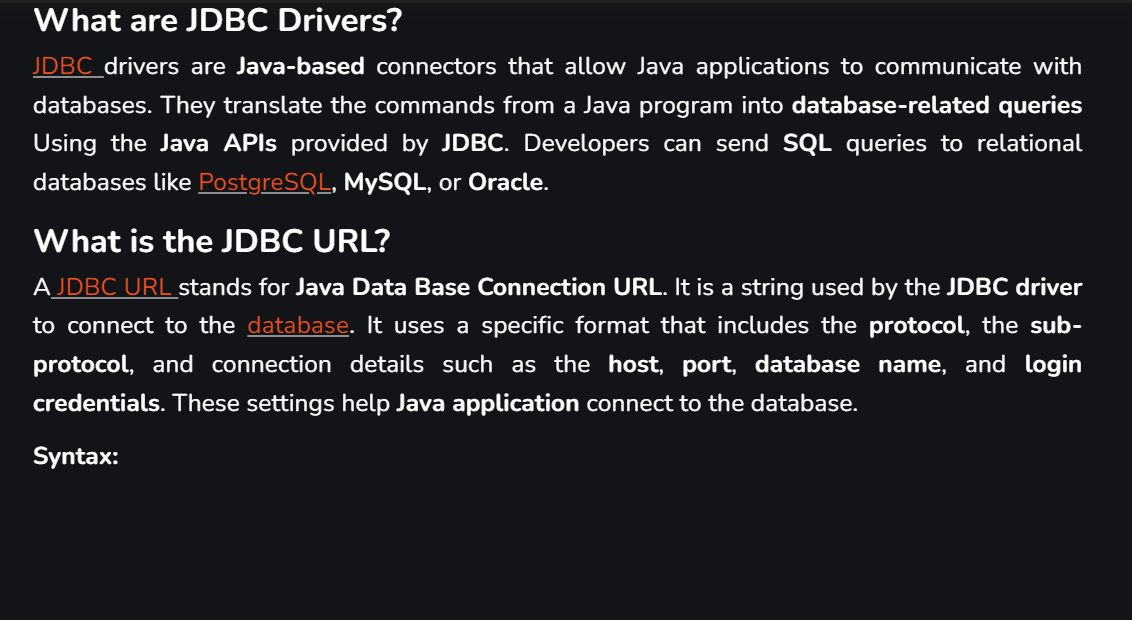 What are JDBC Drivers?
JDBC drivers are Java-based connectors that allow Java applications to communicate with
databases. They translate the commands from a Java program into database-related queries
Using the Java APIs provided by JDBC. Developers can send SQL queries to relational
databases like PostgreSQL, MySQL, or Oracle.
What is the JDBC URL?
A JDBC URL stands for Java Data Base Connection URL. It is a string used by the JDBC driver
to connect to the database. It uses a specific format that includes the protocol, the sub-
protocol, and connection details such as the host, port, database name, and login
credentials. These settings help Java application connect to the database.
Syntax: